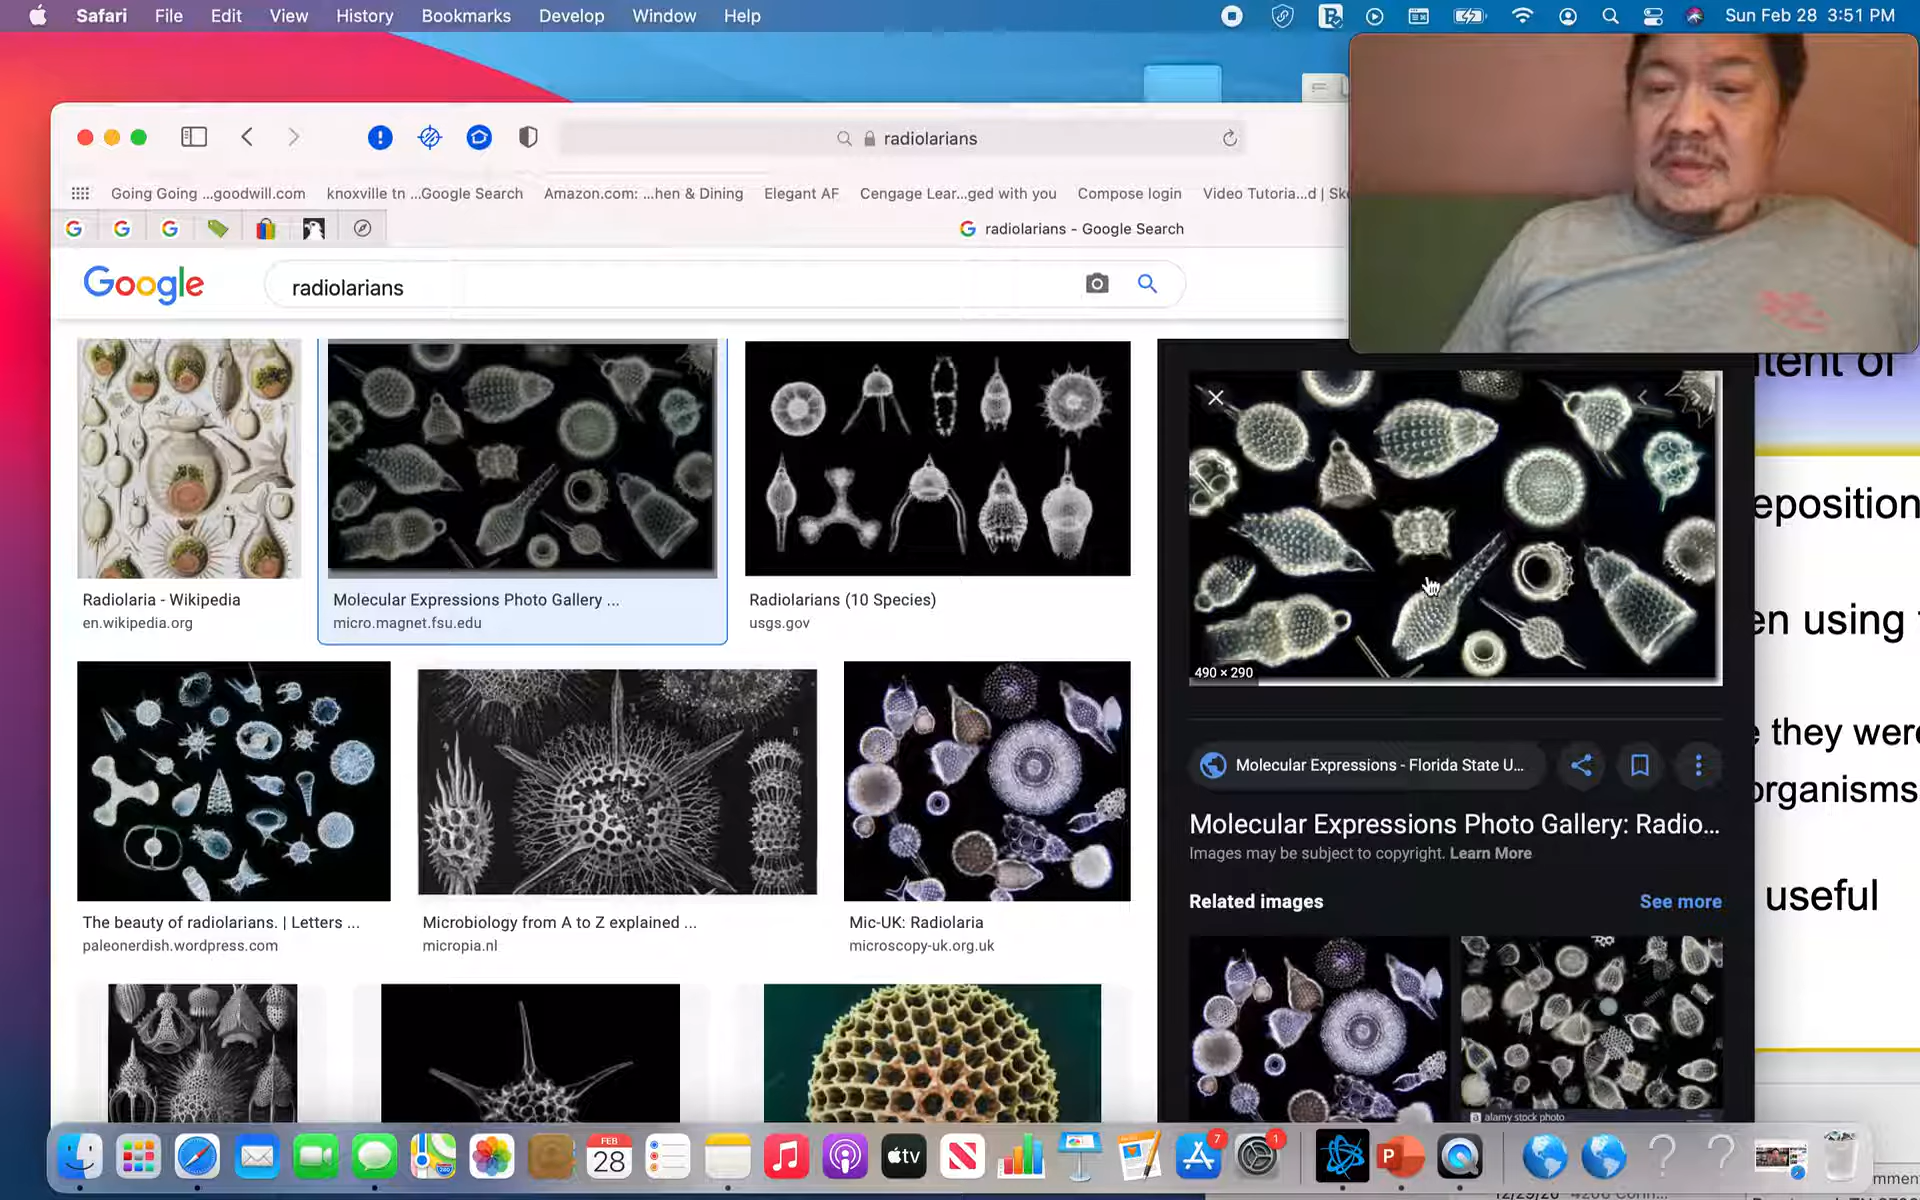 Safari File Edit View History Bookmarks Develop Window Help
Sun Feb 28 3:51 PM
radiolarians
Going Going ...goodwill.com knoxville tn ...Google Search Amazon.com: ...hen & Dining Elegant AF Cengage Lear...ged with you Compose login Video Tutoria...d | Sk
radiolarians - Google Search
Google radiolarians
Radiolaria - Wikipedia
en.wikipedia.org
Molecular Expressions Photo Gallery ...
micro.magnet.fsu.edu
Radiolarians (10 Species)
usgs.gov
The beauty of radiolarians. | Letters ...
paleonerdish.wordpress.com
Microbiology from A to Z explained ...
micropia.nl
Mic-UK: Radiolaria
microscopy-uk.org.uk
490 × 290
Molecular Expressions - Florida State U...
Molecular Expressions Photo Gallery: Radio...
Images may be subject to copyright. Learn More
Related images See more
alamy stock photo
tent of
eposition
en using
they were
organisms
useful
FEB
28
tv
7
1
P